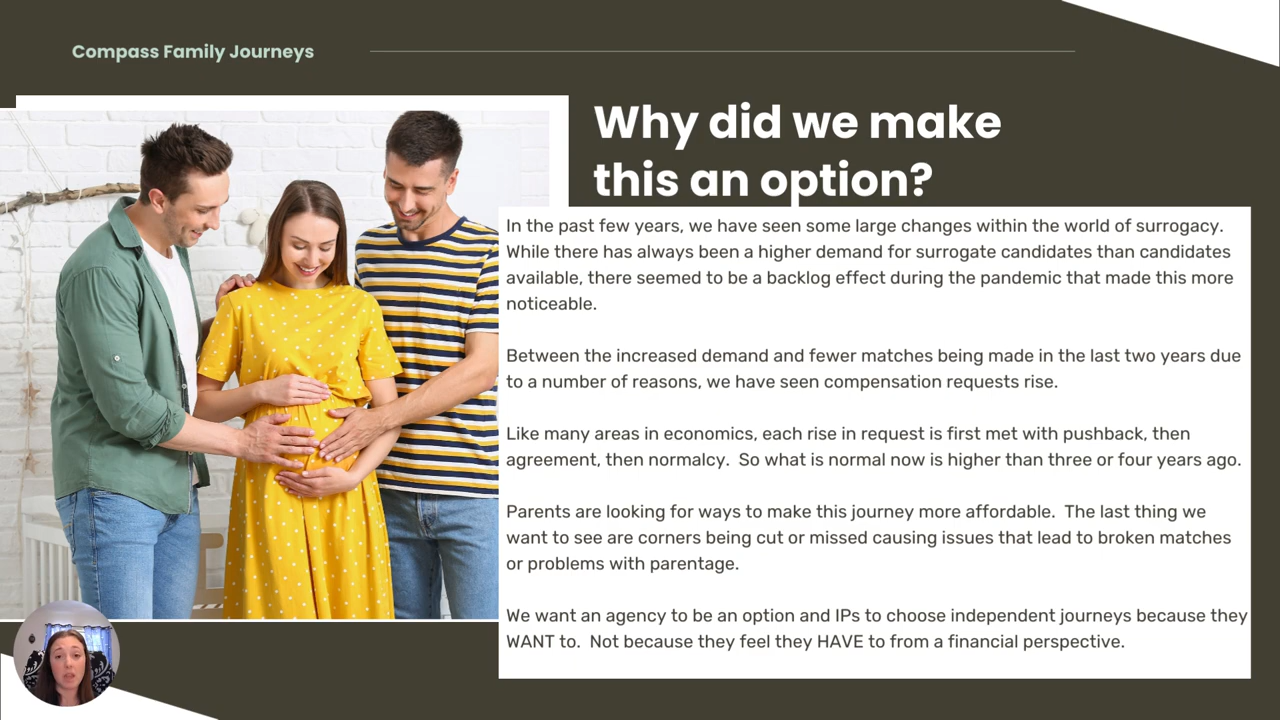 Compass Family Journeys
Why did we make
this an option?
In the past few years, we have seen some large changes within the world of surrogacy.
While there has always been a higher demand for surrogate candidates than candidates
available, there seemed to be a backlog effect during the pandemic that made this more
noticeable.
Between the increased demand and fewer matches being made in the last two years due
to a number of reasons, we have seen compensation requests rise.
Like many areas in economics, each rise in request is first met with pushback, then
agreement, then normalcy.  So what is normal now is higher than three or four years ago.
Parents are looking for ways to make this journey more affordable.  The last thing we
want to see are corners being cut or missed causing issues that lead to broken matches
or problems with parentage.
We want an agency to be an option and IPs to choose independent journeys because they
WANT to.  Not because they feel they HAVE to from a financial perspective.